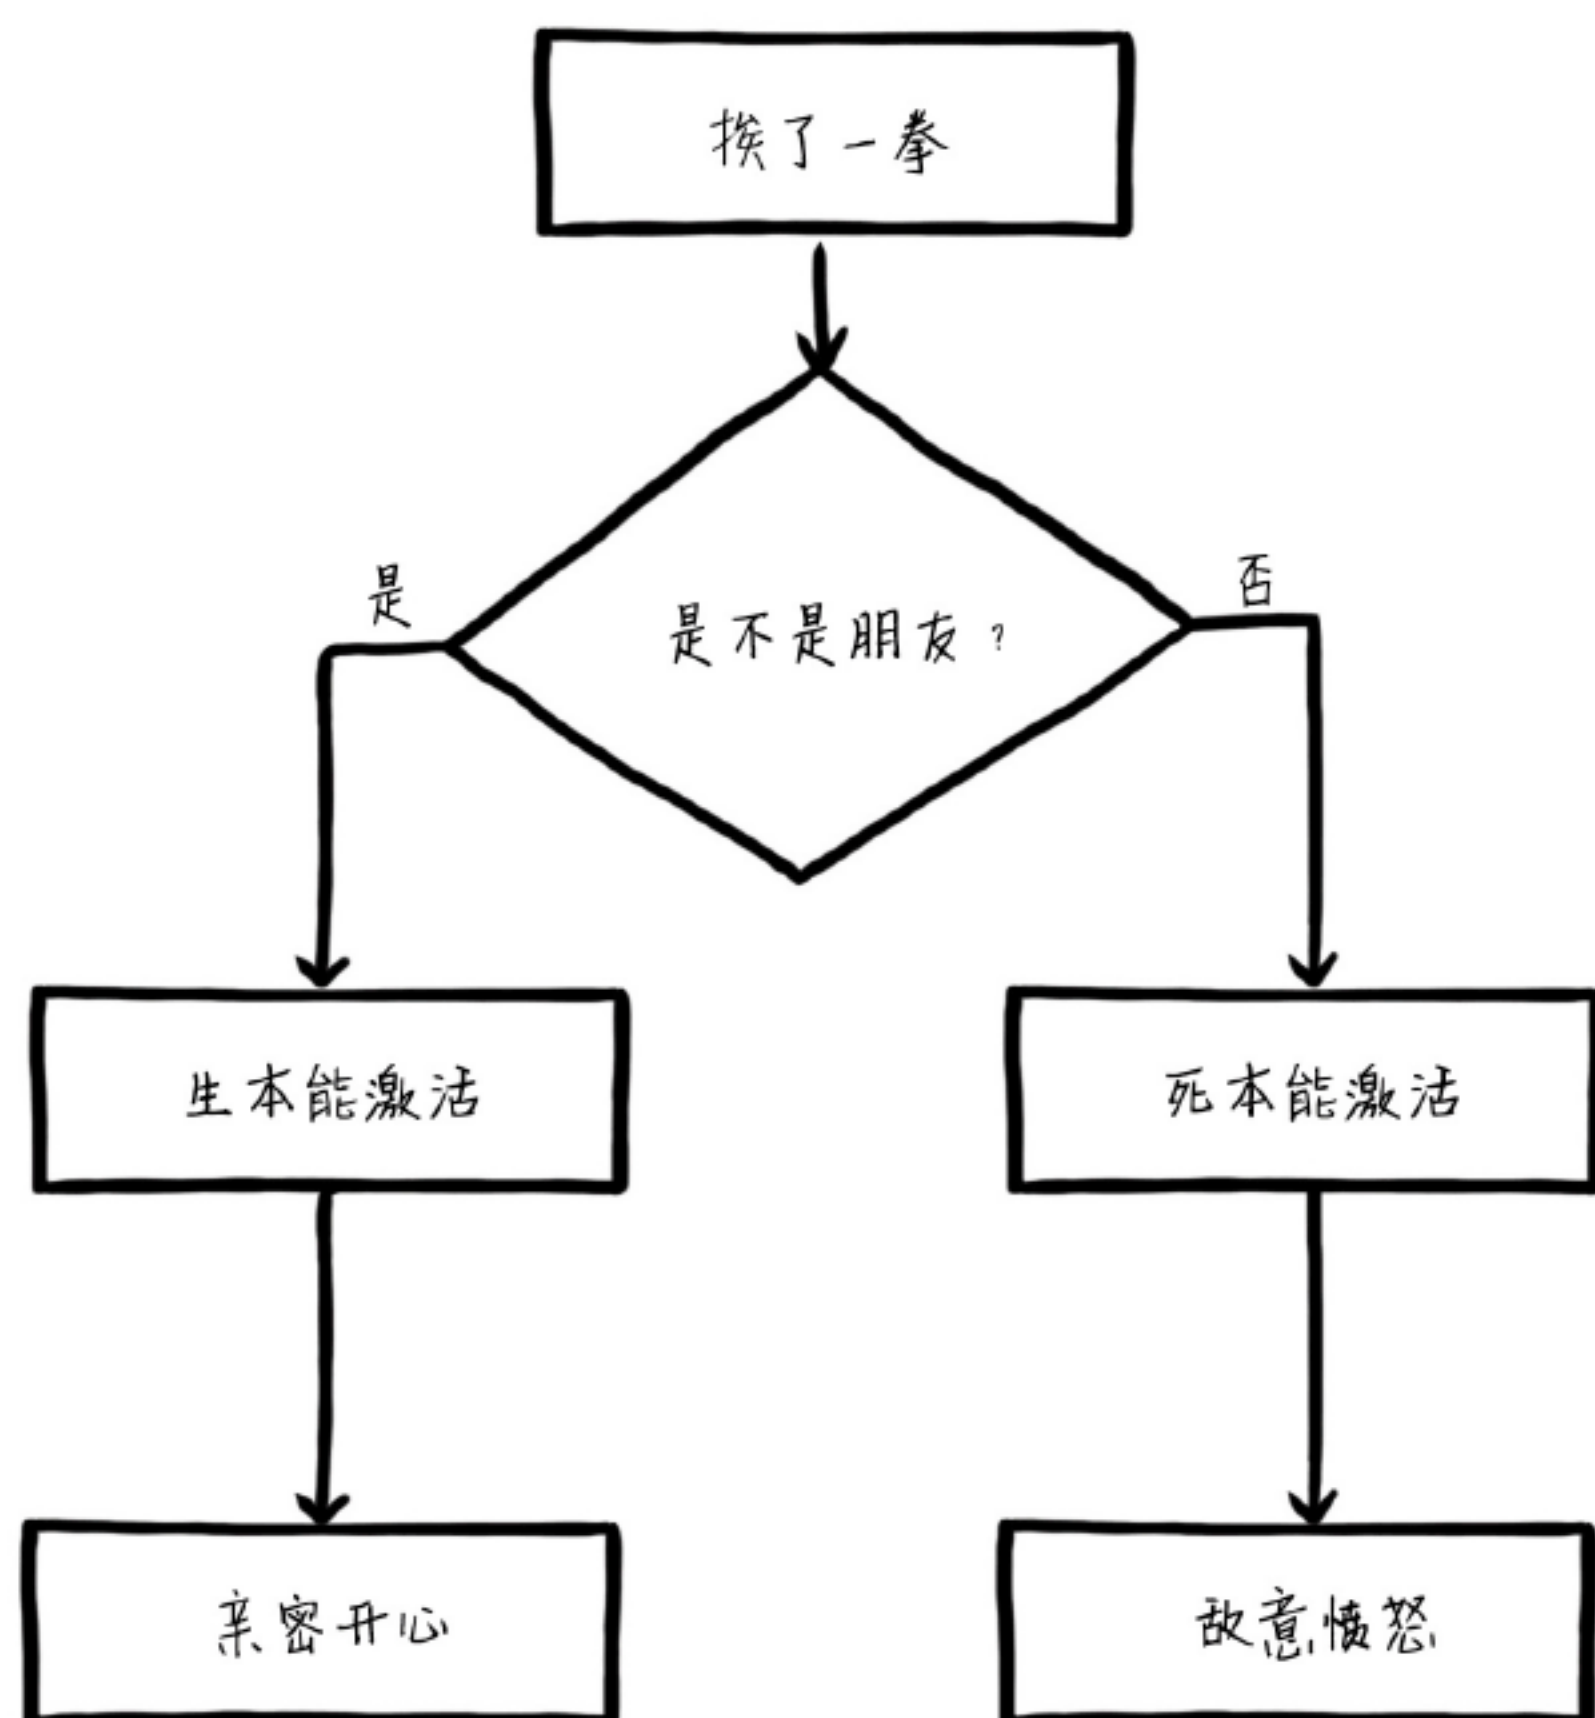 挨了一拳
是
否
是不是朋友？
生本能激活
死本能激活
亲密开心
敌意愤怒